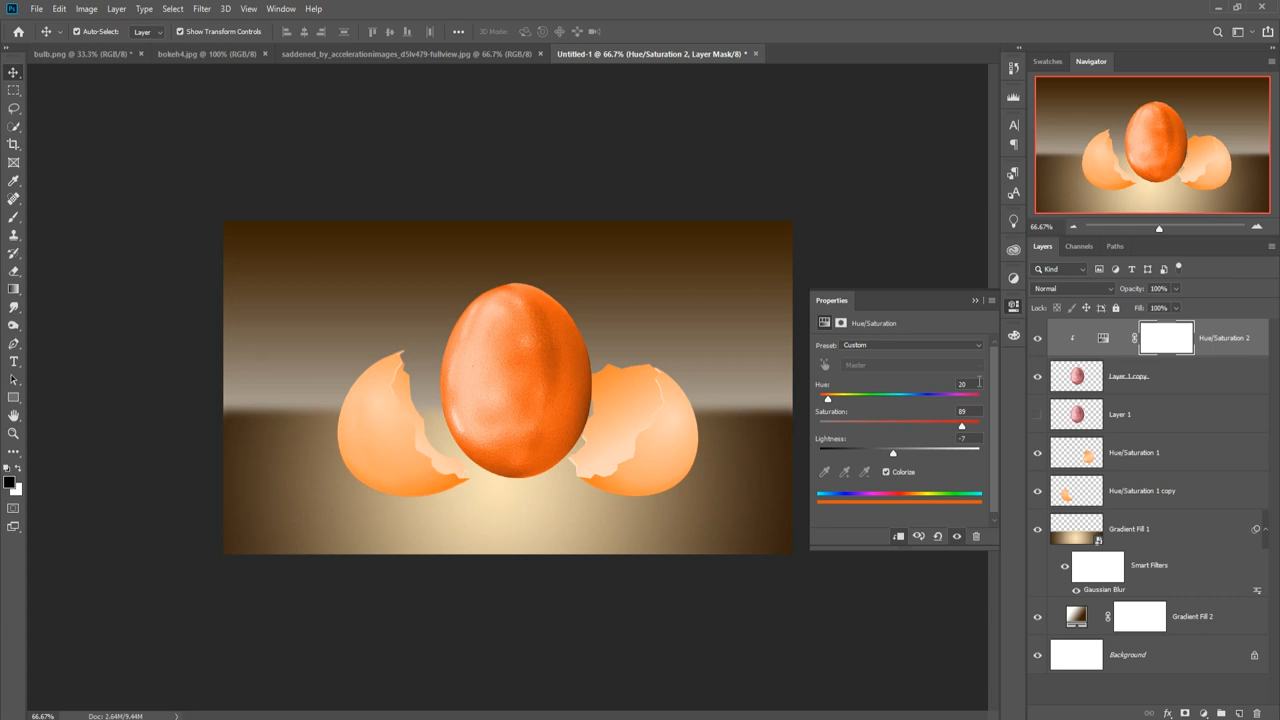 Ps File Edit Image Layer Type Select Filter 3D View Window Help
Auto-Select: Layer Show Transform Controls
bulb.png @ 33.3% (RGB/8) * × bokeh4.jpg @ 100% (RGB/8) × saddened_by_accelerationimages_d5lv479-fullview.jpg @ 66.7% (RGB/8) × Untitled-1 @ 66.7% (Hue/Saturation 2, Layer Mask/8) * ×
Swatches Navigator
66.67%
Layers Channels Paths
Kind
Normal Opacity: 100%
Lock: Fill: 100%
Hue/Saturation 2
Layer 1 copy
Layer 1
Hue/Saturation 1
Hue/Saturation 1 copy
Gradient Fill 1
Smart Filters
Gaussian Blur
Gradient Fill 2
Background
Properties
Hue/Saturation
Preset: Custom
Master
Hue: 20
Saturation: 89
Lightness: -7
Colorize
66.67% Doc: 2.64M/9.44M